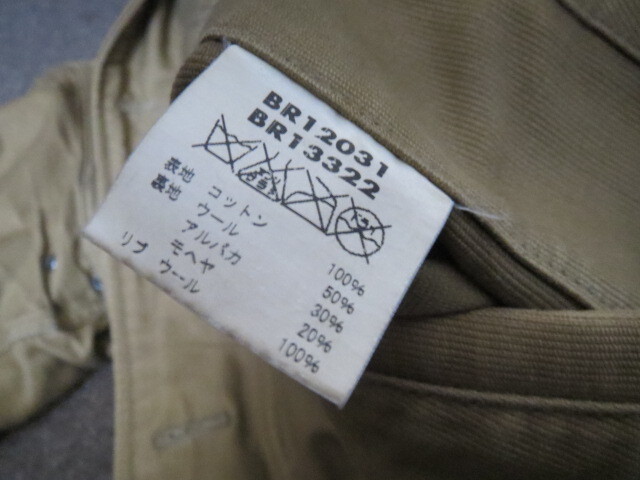 BR12031
BR13322
表地 コットン 100%
裏地 ウール 50%
アルパカ 30%
モヘヤ 20%
リブ ウール 100%